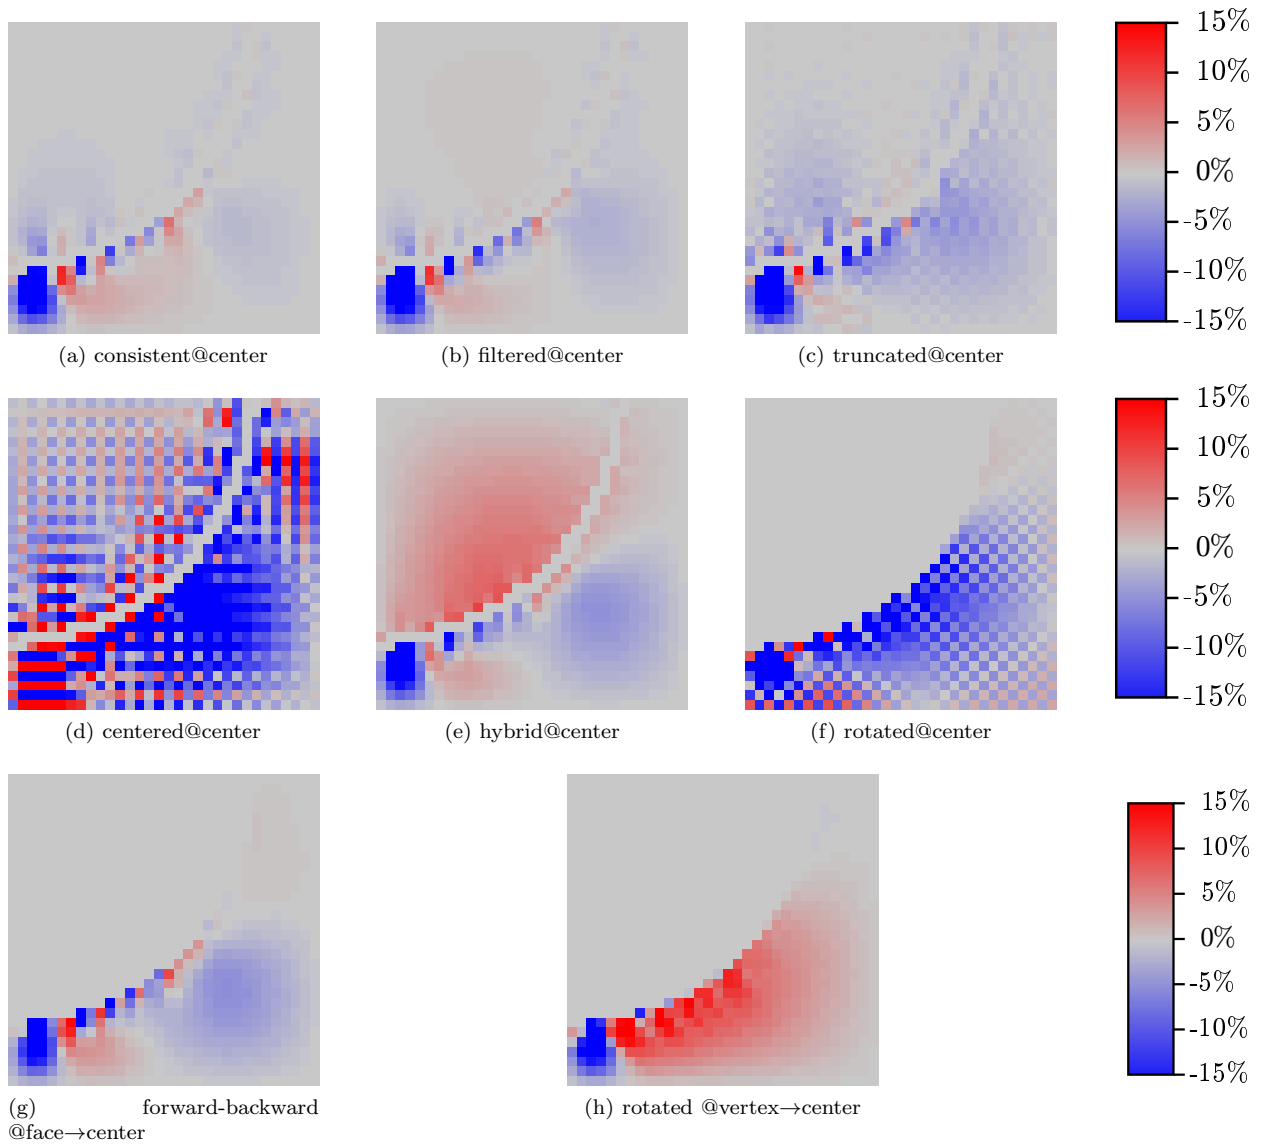 15%
10%
5%
0%
-5%
-10%
-15%
(a) consistent@center
(b) filtered@center
(c) truncated@center
15%
10%
5%
0%
-5%
-10%
-15%
(d) centered@center
(e) hybrid@center
(f) rotated@center
15%
10%
5%
0%
-5%
-10%
-15%
(g) forward-backward
@face→center
(h) rotated @vertex→center